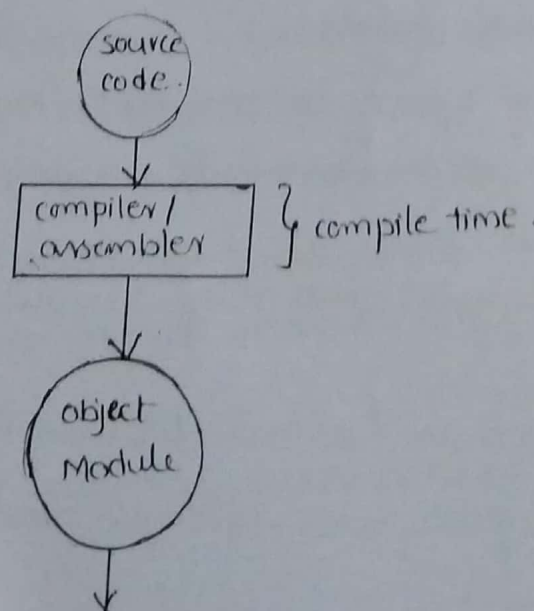 source
code.
compiler/
assembler
compile time.
object
Module